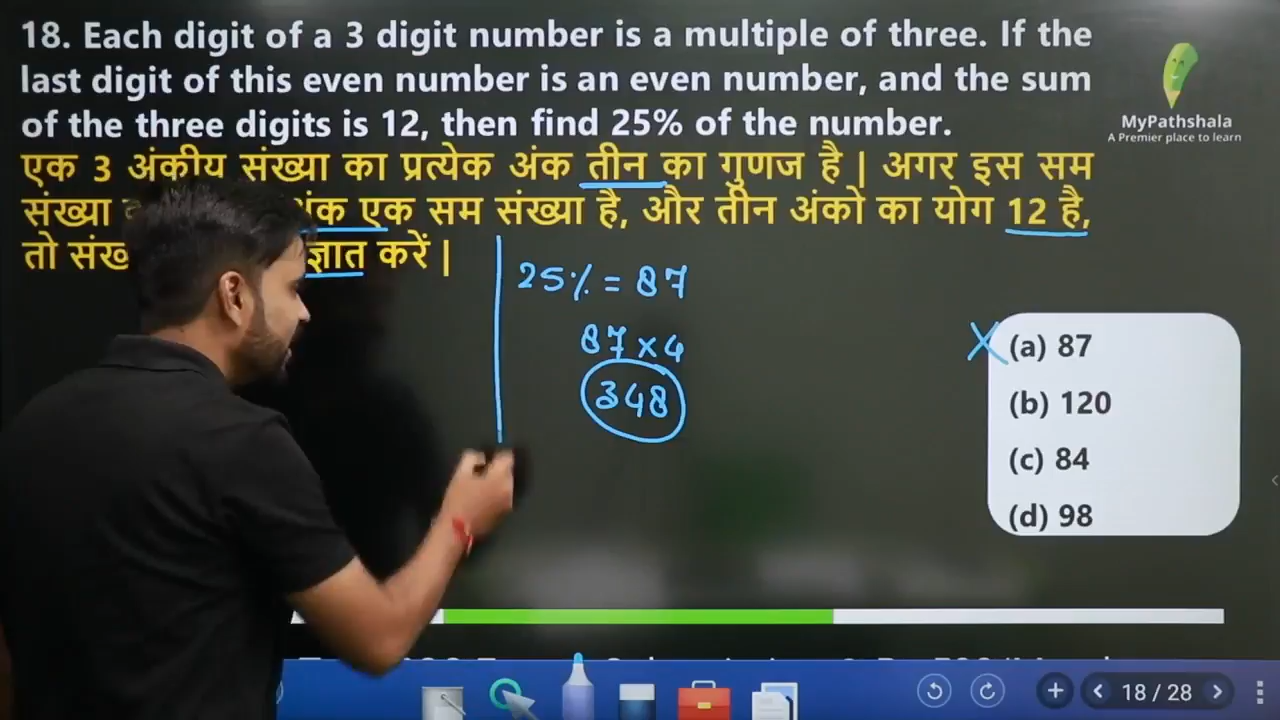 18. Each digit of a 3 digit number is a multiple of three. If the
last digit of this even number is an even number, and the sum
of the three digits is 12, then find 25% of the number.
MyPathshala
A Premier place to learn
एक 3 अंकीय संख्या का प्रत्येक अंक तीन का गुणज है | अगर इस सम
संख्या अंक एक सम संख्या है, और तीन अंको का योग 12 है,
तो ज्ञात करें |
25% = 87
87 x 4
348
X (a) 87
(b) 120
(c) 84
(d) 98
18 / 28